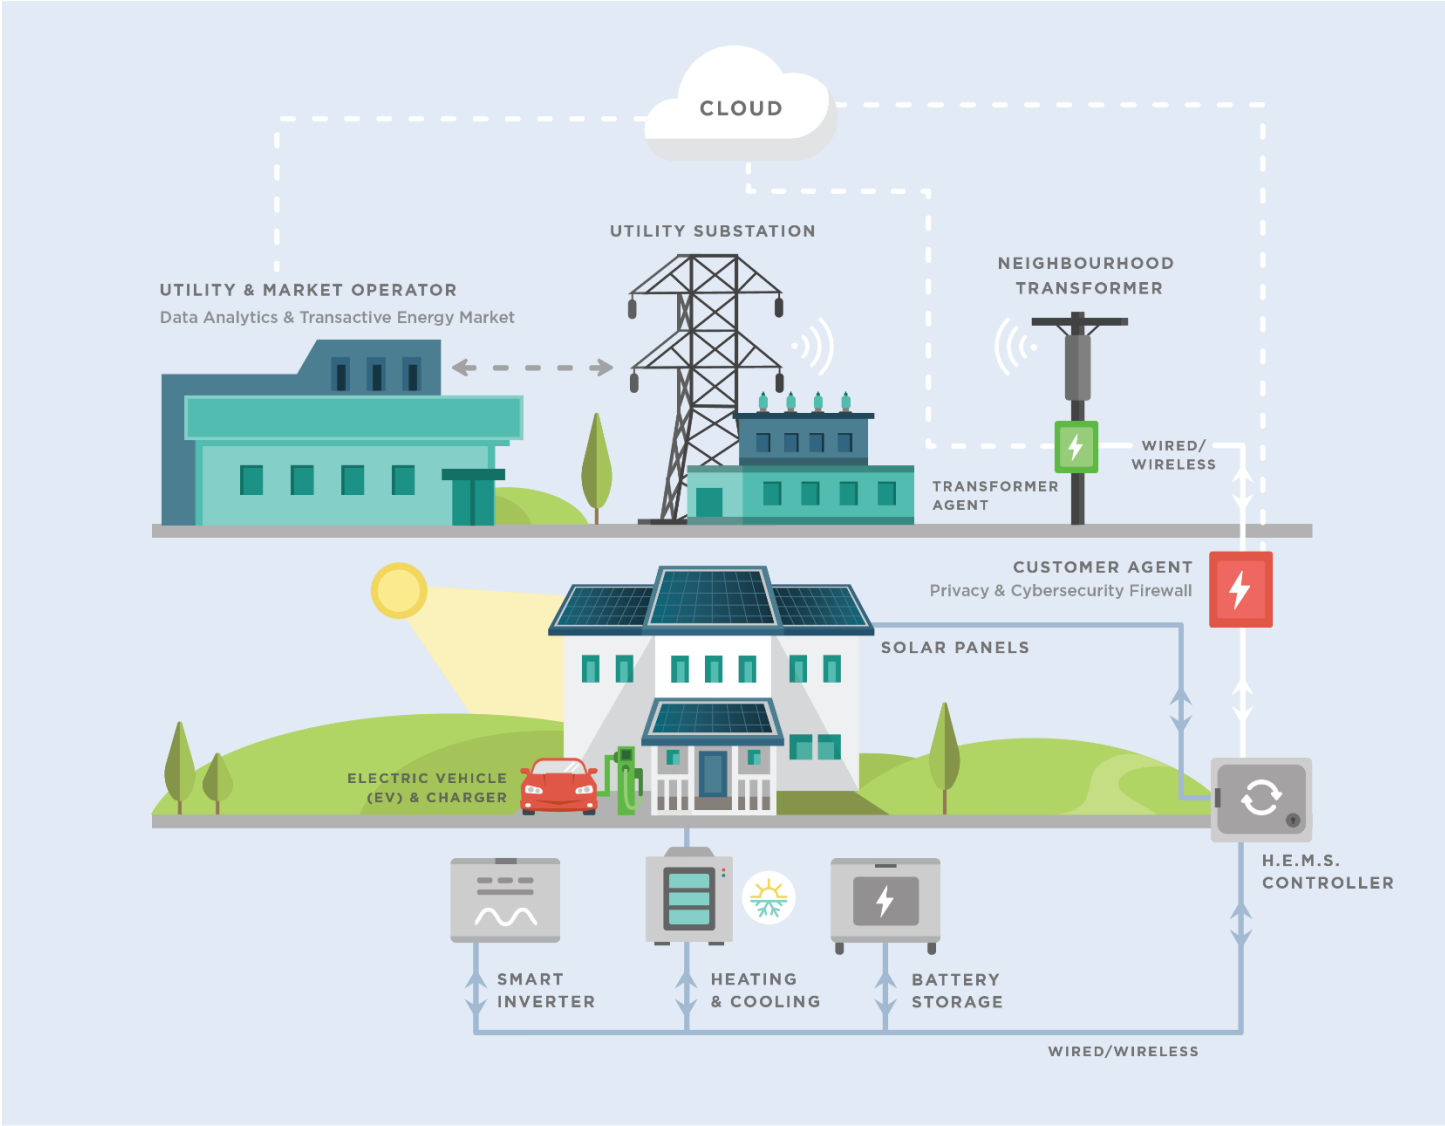 CLOUD
UTILITY SUBSTATION
NEIGHBOURHOOD
TRANSFORMER
UTILITY & MARKET OPERATOR
Data Analytics & Transactive Energy Market
WIRED/
WIRELESS
TRANSFORMER
AGENT
CUSTOMER AGENT
Privacy & Cybersecurity Firewall
SOLAR PANELS
ELECTRIC VEHICLE
(EV) & CHARGER
H.E.M.S.
CONTROLLER
SMART
INVERTER
HEATING
& COOLING
BATTERY
STORAGE
WIRED/WIRELESS